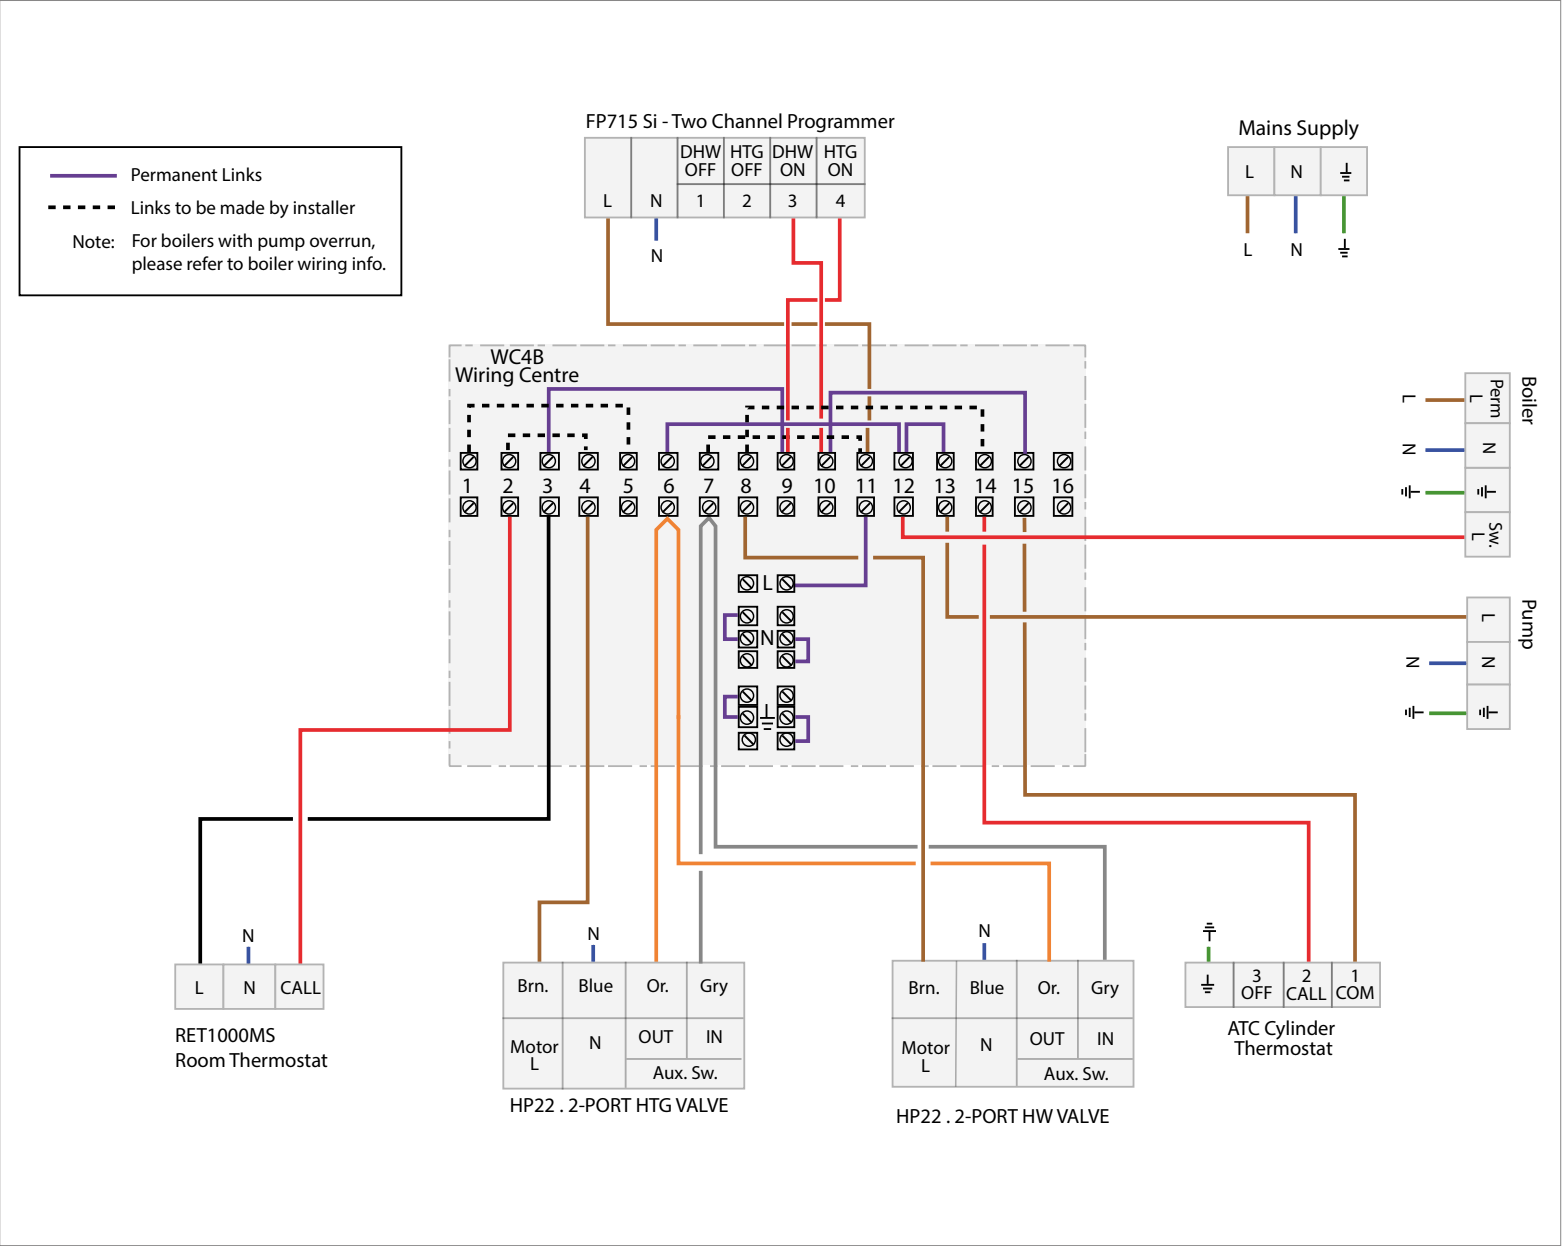 FP715 Si - Two Channel Programmer
DHW OFF
HTG OFF
DHW ON
HTG ON
L
N
1
2
3
4
N
Mains Supply
L
N
L
N
Permanent Links
Links to be made by installer
Note: For boilers with pump overrun,
please refer to boiler wiring info.
WC4B
Wiring Centre
1 2 3 4 5 6 7 8 9 10 11 12 13 14 15 16
L
N
Boiler
L
Perm L
N
N
Sw. L
Pump
L
N
N
N
L
N
CALL
RET1000MS
Room Thermostat
N
Brn.
Blue
Or.
Gry
Motor L
N
OUT
IN
Aux. Sw.
HP22 . 2-PORT HTG VALVE
N
Brn.
Blue
Or.
Gry
Motor L
N
OUT
IN
Aux. Sw.
HP22 . 2-PORT HW VALVE
3 OFF
2 CALL
1 COM
ATC Cylinder
Thermostat